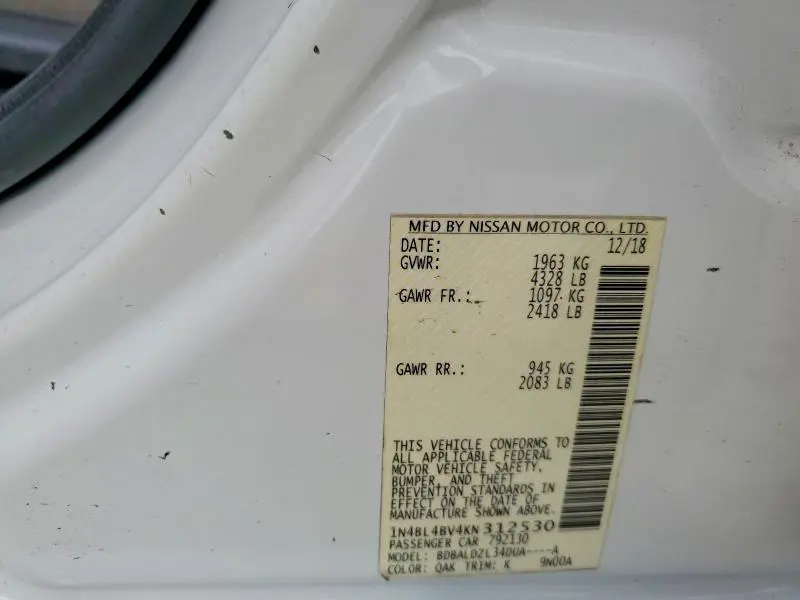 MFD BY NISSAN MOTOR CO., LTD.
DATE: 12/18
GVWR: 1963 KG
4328 LB
GAWR FR.: 1097 KG
2418 LB
GAWR RR.: 945 KG
2083 LB
THIS VEHICLE CONFORMS TO
ALL APPLICABLE FEDERAL
MOTOR VEHICLE SAFETY,
BUMPER, AND THEFT
PREVENTION STANDARDS IN
EFFECT ON THE DATE OF
MANUFACTURE SHOWN ABOVE.
1N4BL4BV4KN312530
PASSENGER CAR 792130
MODEL: BDBALDZL34DUA----A
COLOR: QAK TRIM: K 9N00A